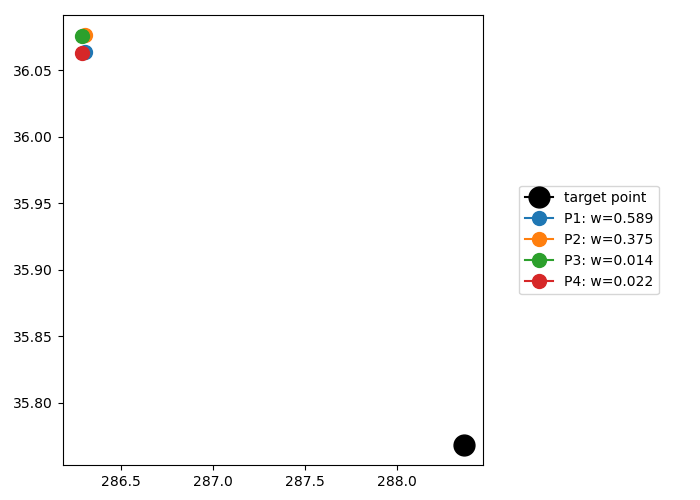 36.05
36.00
35.95
35.90
35.85
35.80
286.5 287.0 287.5 288.0
target point
P1: w=0.589
P2: w=0.375
P3: w=0.014
P4: w=0.022